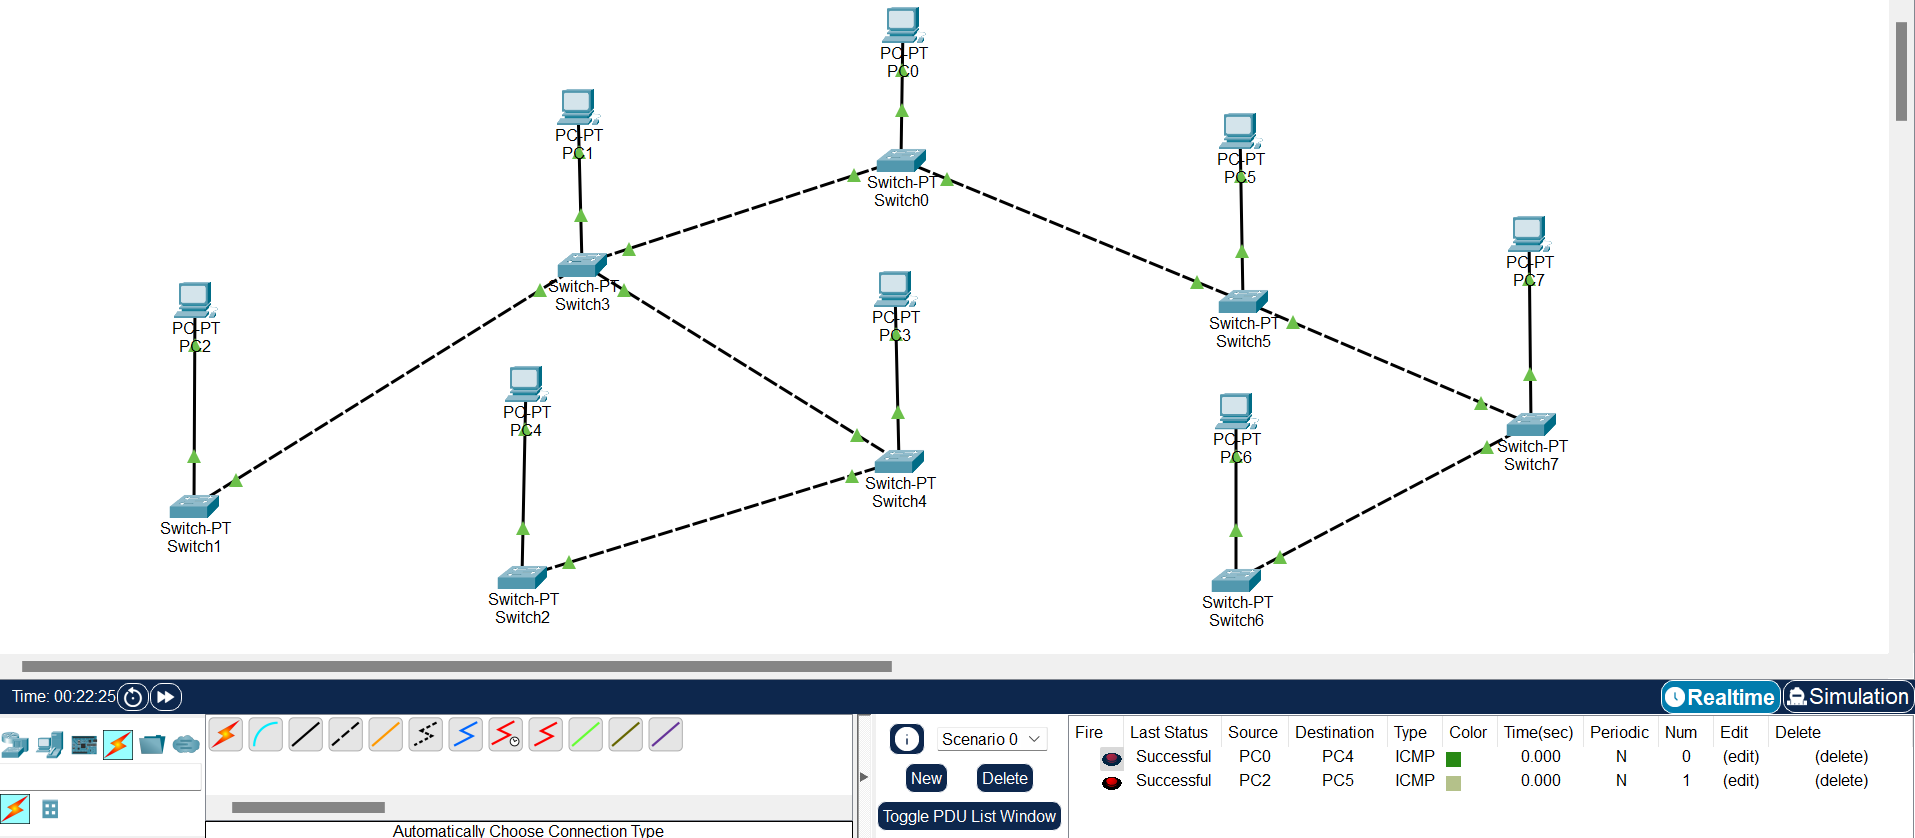 PC-PT
PC0
PC-PT
PC1
PC-PT
PC5
Switch-PT
Switch0
PC-PT
PC7
Switch-PT
Switch3
PC-PT
PC3
PC-PT
PC2
Switch-PT
Switch5
PC-PT
PC4
PC-PT
PC6
Switch-PT
Switch7
Switch-PT
Switch4
Switch-PT
Switch1
Switch-PT
Switch2
Switch-PT
Switch6
Time: 00:22:25
Realtime
Simulation
Scenario 0
New
Delete
Toggle PDU List Window
Automatically Choose Connection Type
Fire Last Status Source Destination Type Color Time(sec) Periodic Num Edit Delete
Successful PC0 PC4 ICMP 0.000 N 0 (edit) (delete)
Successful PC2 PC5 ICMP 0.000 N 1 (edit) (delete)